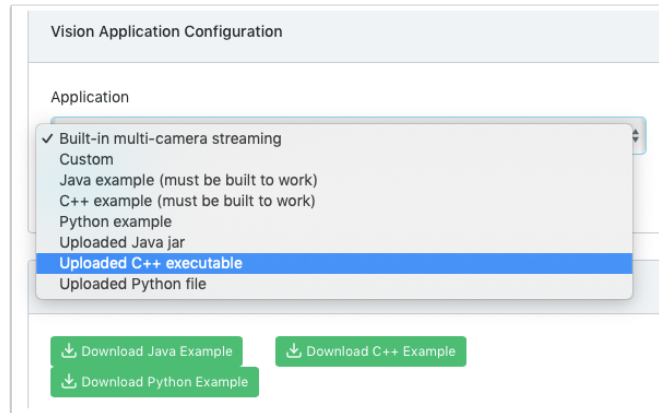 Vision Application Configuration
Application
✓ Built-in multi-camera streaming
Custom
Java example (must be built to work)
C++ example (must be built to work)
Python example
Uploaded Java jar
Uploaded C++ executable
Uploaded Python file
Download Java Example Download C++ Example
Download Python Example